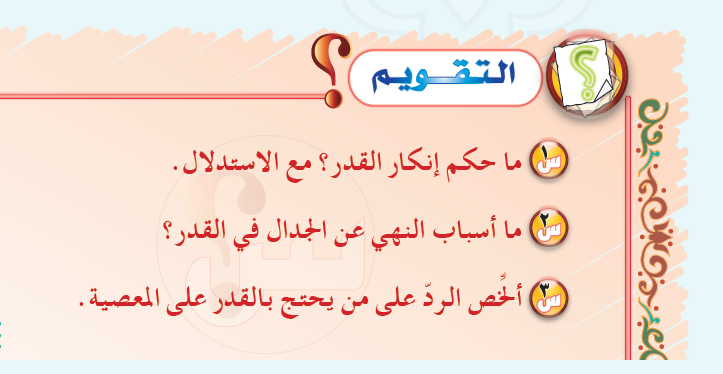 التقويم
س١ ما حكم إنكار القدر؟ مع الاستدلال.
س٢ ما أسباب النهي عن الجدال في القدر؟
س٣ ألخِّص الردّ على من يحتج بالقدر على المعصية.